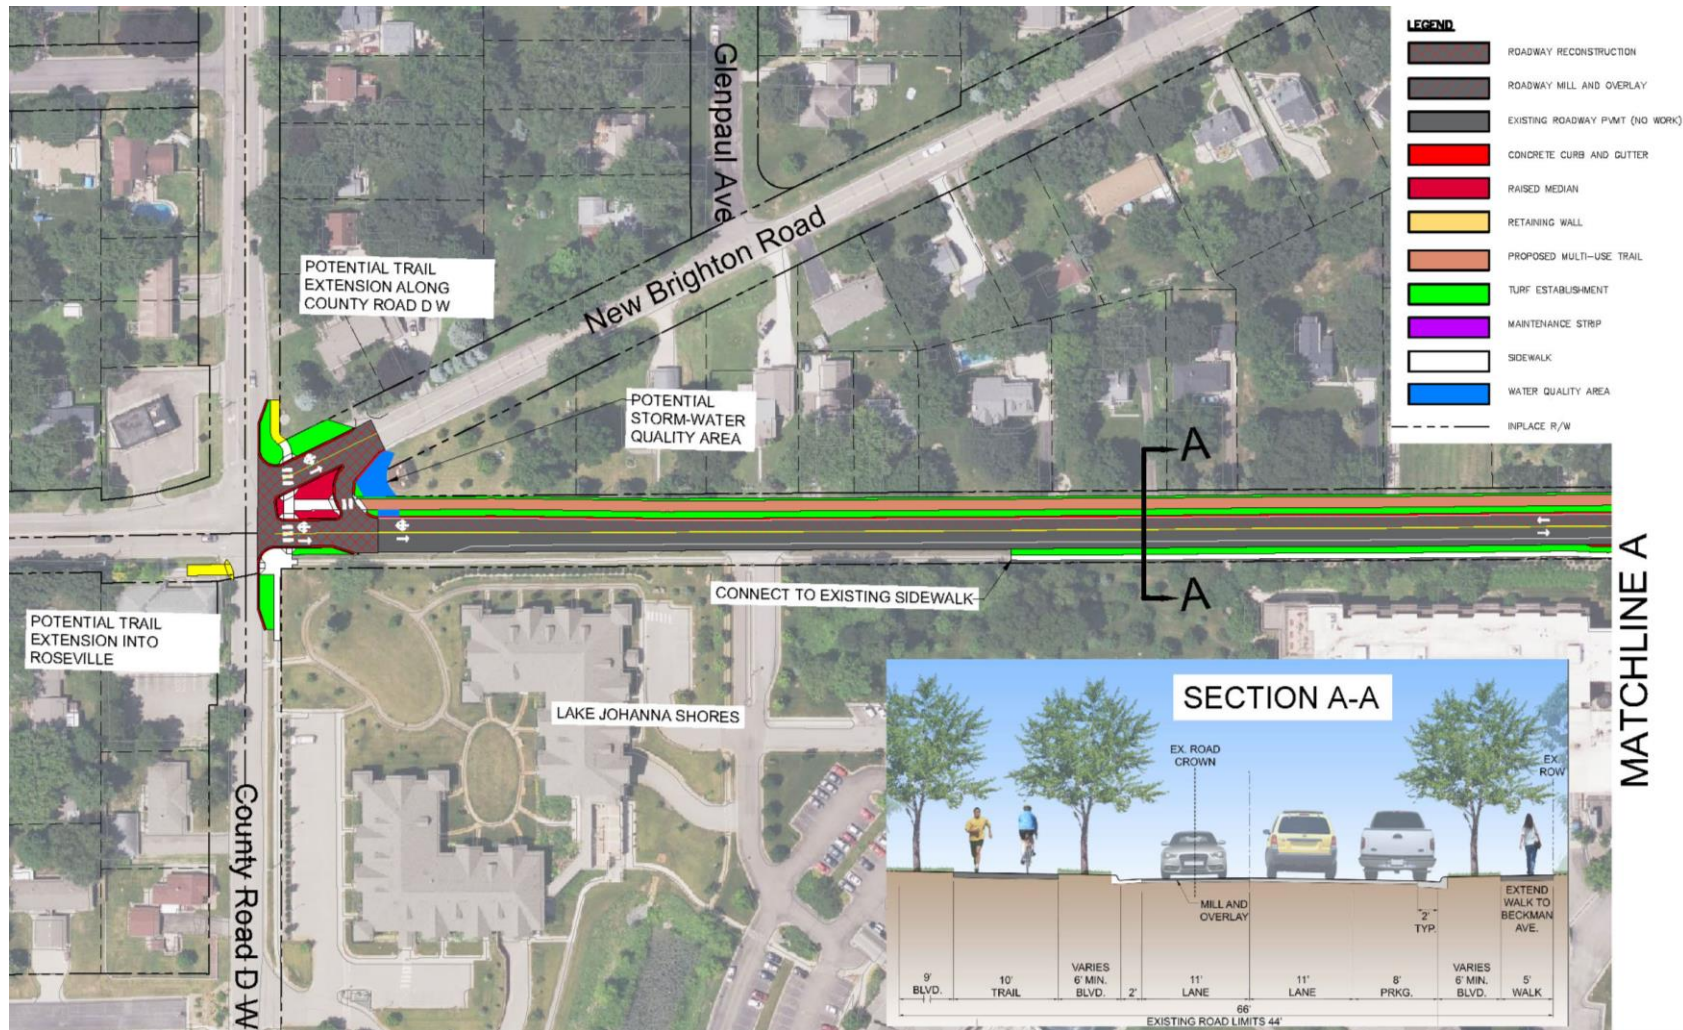 LEGEND
ROADWAY RECONSTRUCTION
ROADWAY MILL AND OVERLAY
EXISTING ROADWAY PVMT (NO WORK)
CONCRETE CURB AND GUTTER
RAISED MEDIAN
RETAINING WALL
PROPOSED MULTI-USE TRAIL
TURF ESTABLISHMENT
MAINTENANCE STRIP
SIDEWALK
WATER QUALITY AREA
INPLACE R/W
Glenpaul Ave
New Brighton Road
POTENTIAL TRAIL
EXTENSION ALONG
COUNTY ROAD D W
POTENTIAL
STORM-WATER
QUALITY AREA
A
A
CONNECT TO EXISTING SIDEWALK
POTENTIAL TRAIL
EXTENSION INTO
ROSEVILLE
LAKE JOHANNA SHORES
County Road D W
MATCHLINE A
SECTION A-A
EX. ROAD
CROWN
EX.
ROW
MILL AND
OVERLAY
2'
TYP.
EXTEND
WALK TO
BECKMAN
AVE.
9'
BLVD.
10'
TRAIL
VARIES
6' MIN.
BLVD.
2'
11'
LANE
11'
LANE
8'
PRKG.
VARIES
6' MIN.
BLVD.
5'
WALK
66'
EXISTING ROAD LIMITS 44'